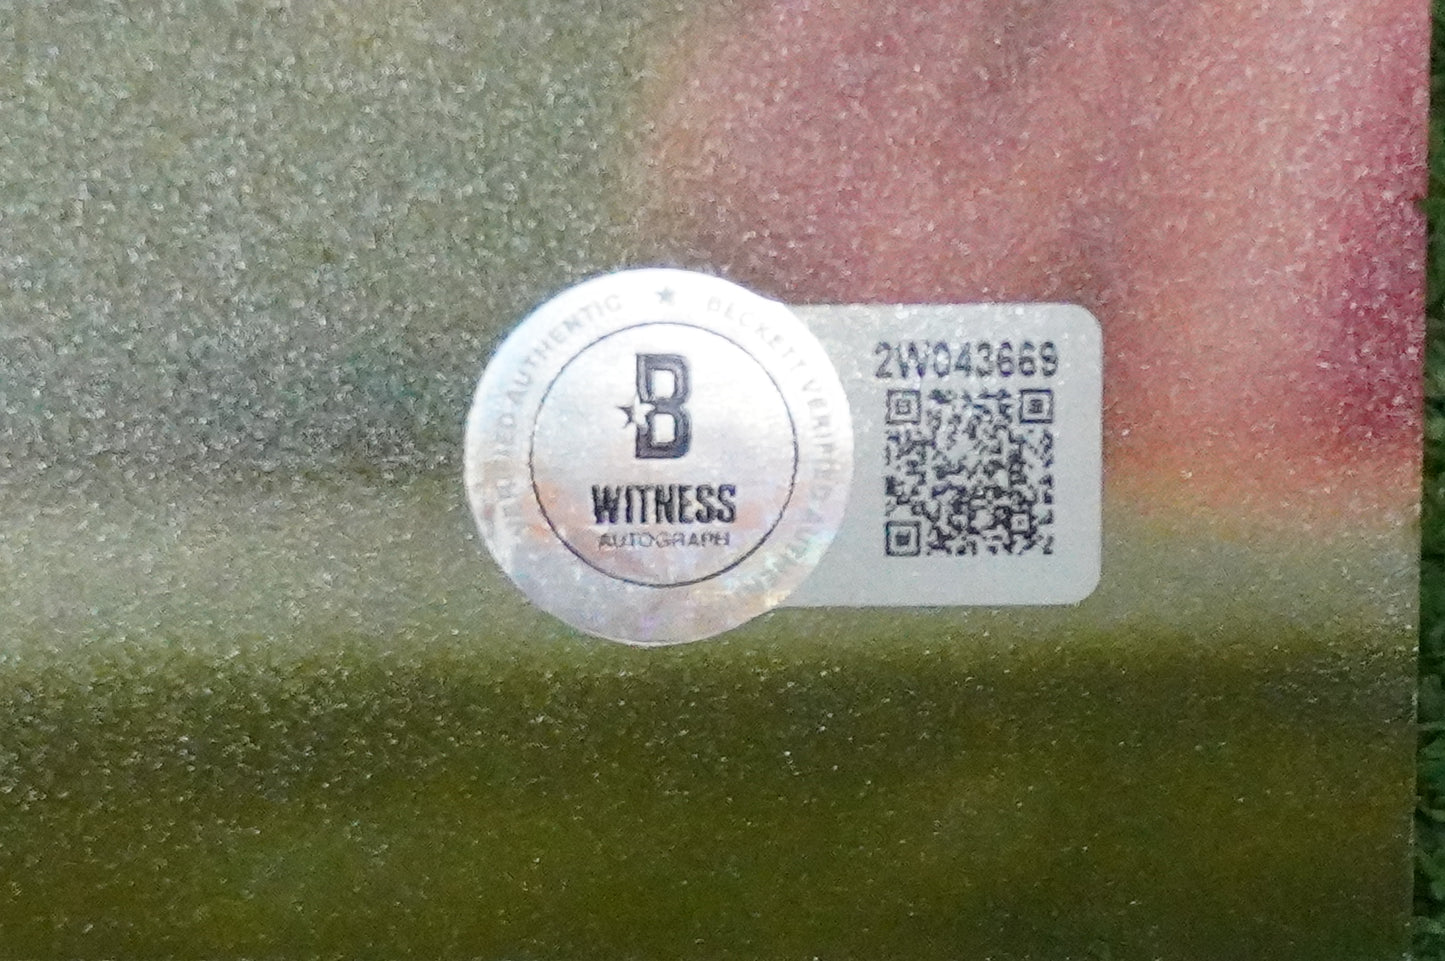 BECKETT VERIFIED AUTHENTIC ★ BECKETT VERIFIED AUTHENTIC
B
WITNESS
AUTOGRAPH
2W043669